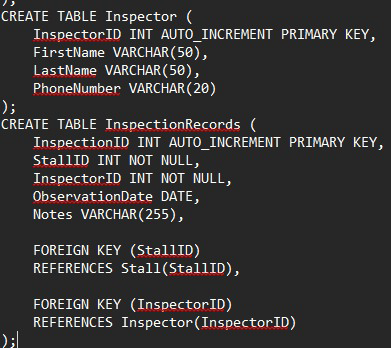 );
CREATE TABLE Inspector (
InspectorID INT AUTO_INCREMENT PRIMARY KEY,
FirstName VARCHAR(50),
LastName VARCHAR(50),
PhoneNumber VARCHAR(20)
);
CREATE TABLE InspectionRecords (
InspectionID INT AUTO_INCREMENT PRIMARY KEY,
StallID INT NOT NULL,
InspectorID INT NOT NULL,
ObservationDate DATE,
Notes VARCHAR(255),
FOREIGN KEY (StallID)
REFERENCES Stall(StallID),
FOREIGN KEY (InspectorID)
REFERENCES Inspector(InspectorID)
);